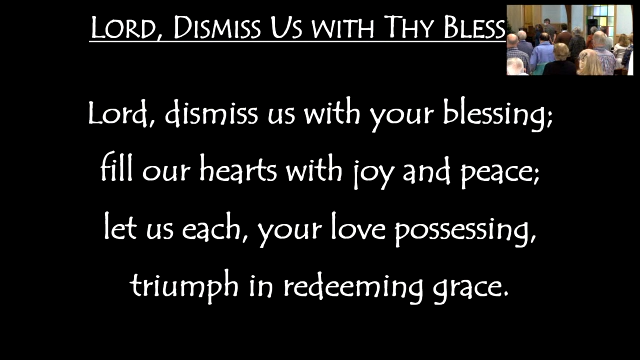 LORD, DISMISS US WITH THY BLESS
Lord, dismiss us with your blessing;
fill our hearts with joy and peace;
let us each, your love possessing,
triumph in redeeming grace.